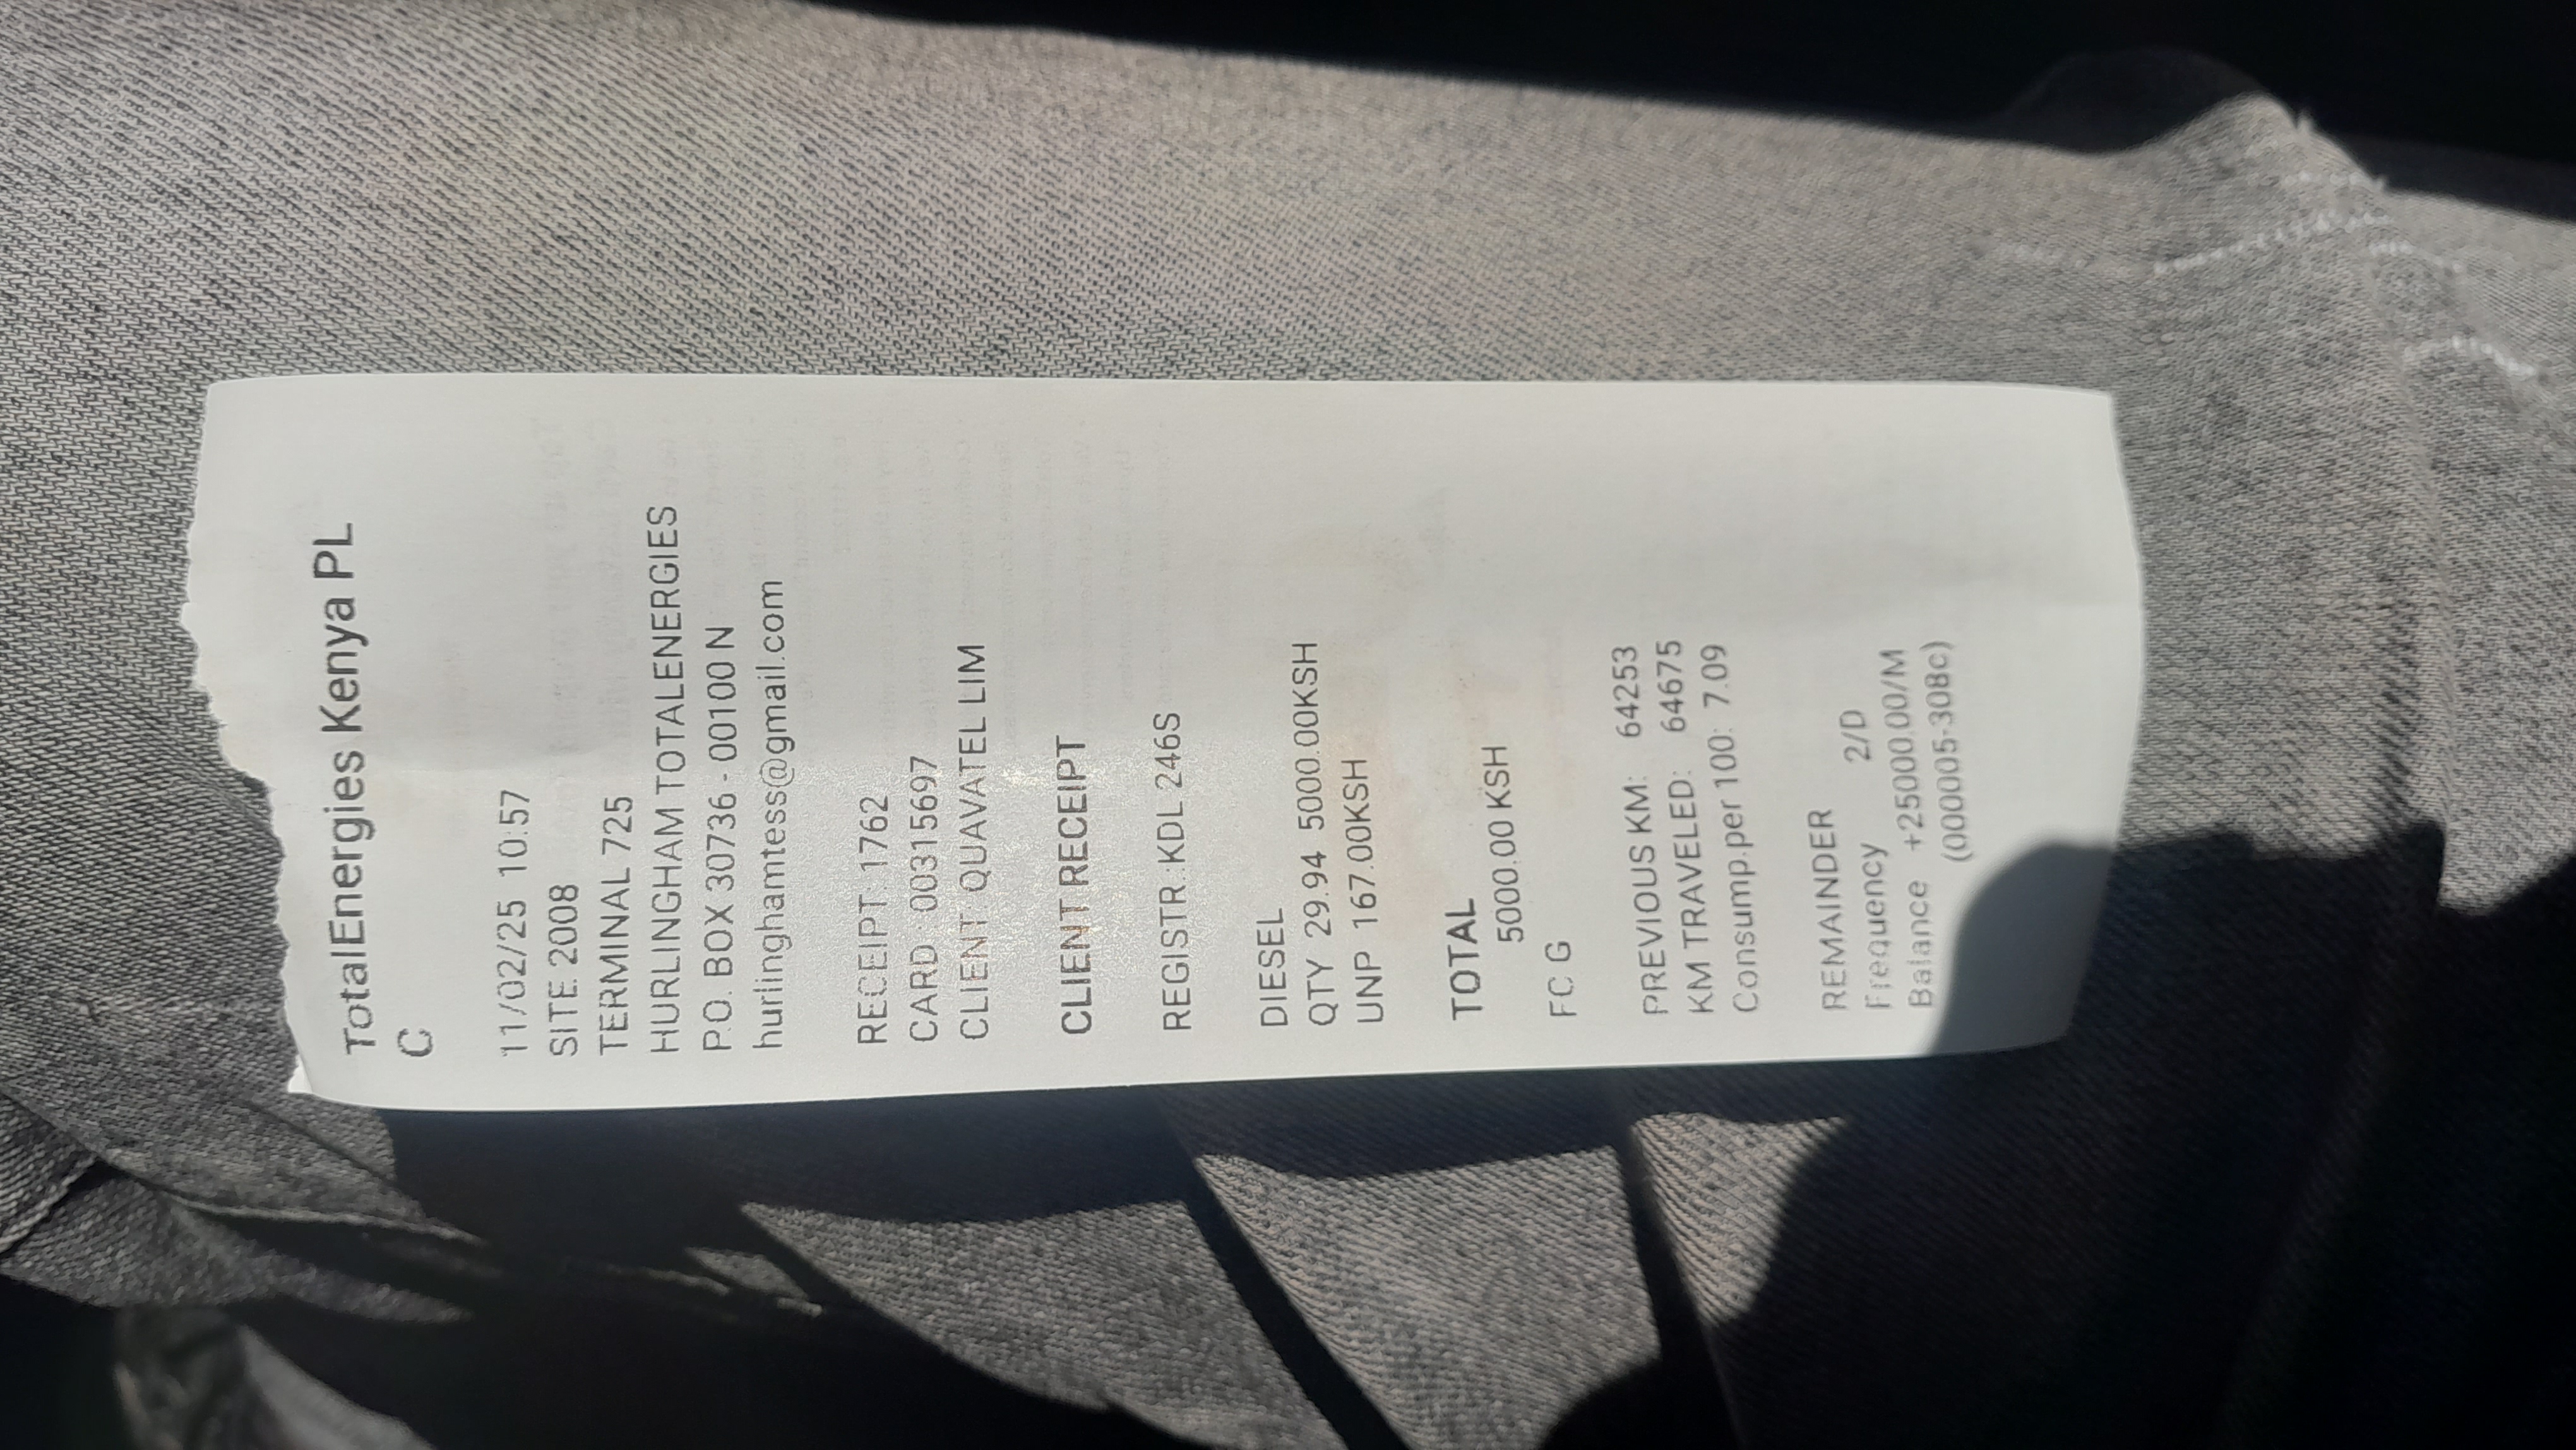 TotalEnergies Kenya PL
C
11/02/25 10:57
SITE: 2008
TERMINAL 725
HURLINGHAM TOTALENERGIES
P.O. BOX 30736 - 00100 N
hurlinghamtess@gmail.com
RECEIPT: 1762
CARD : 00315697
CLIENT: QUAVATEL LIM
CLIENT RECEIPT
REGISTR.:KDL 246S
DIESEL
QTY 29.94 5000.00KSH
UNP 167.00KSH
TOTAL
5000.00 KSH
FC G
PREVIOUS KM: 64253
KM TRAVELED: 64675
Consump.per 100: 7.09
REMAINDER
Frequency 2/D
Balance +25000.00/M
(000005-308c)